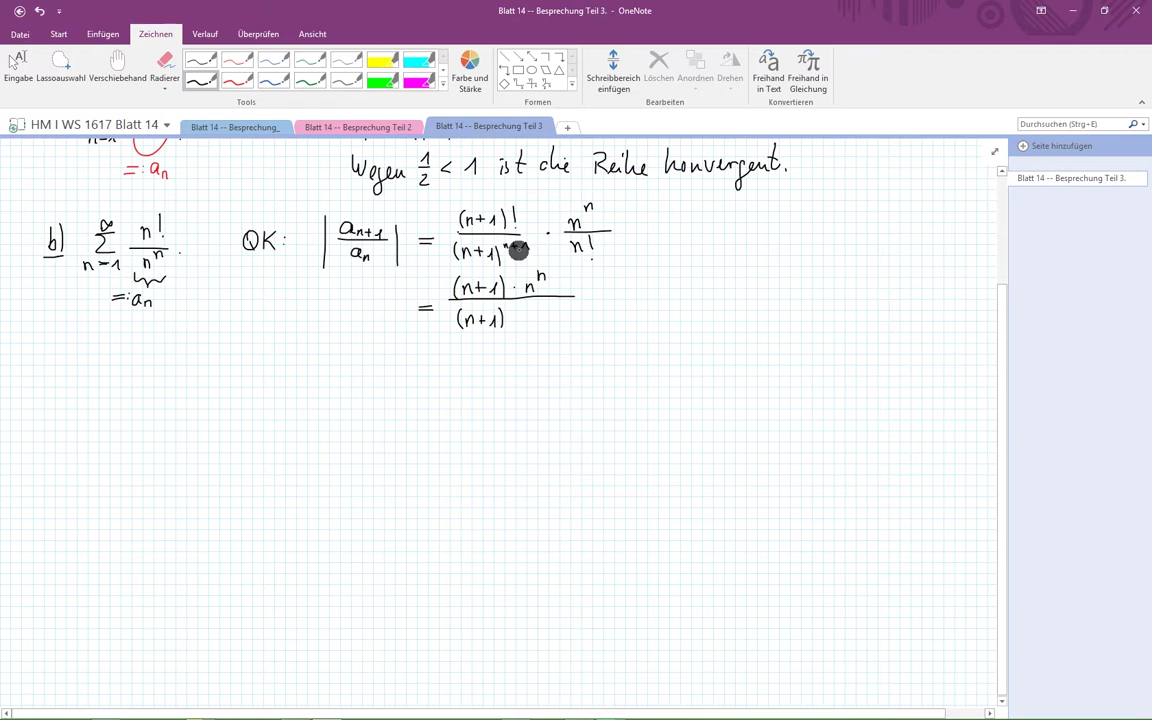 Blatt 14 -- Besprechung Teil 3. - OneNote
Datei Start Einfügen Zeichnen Verlauf Überprüfen Ansicht
Eingabe Lassoauswahl Verschiebehand Radierer
Farbe und Stärke
Schreibbereich einfügen
Löschen Anordnen Drehen
Freihand in Text
Freihand in Gleichung
Tools Formen Bearbeiten Konvertieren
HM I WS 1617 Blatt 14
Blatt 14 -- Besprechung_ Blatt 14 -- Besprechung Teil 2 Blatt 14 -- Besprechung Teil 3
Durchsuchen (Strg+E)
Seite hinzufügen
Blatt 14 -- Besprechung Teil 3.
=: a_n
Wegen 1/2 < 1 ist die Reihe konvergent.
b) ∑_{n=1}^{∞} n!/n^n . QK: |a_{n+1}/a_n| = (n+1)!/(n+1)^{n+1} · n^n/n!
=: a_n
= (n+1) · n^n / (n+1)